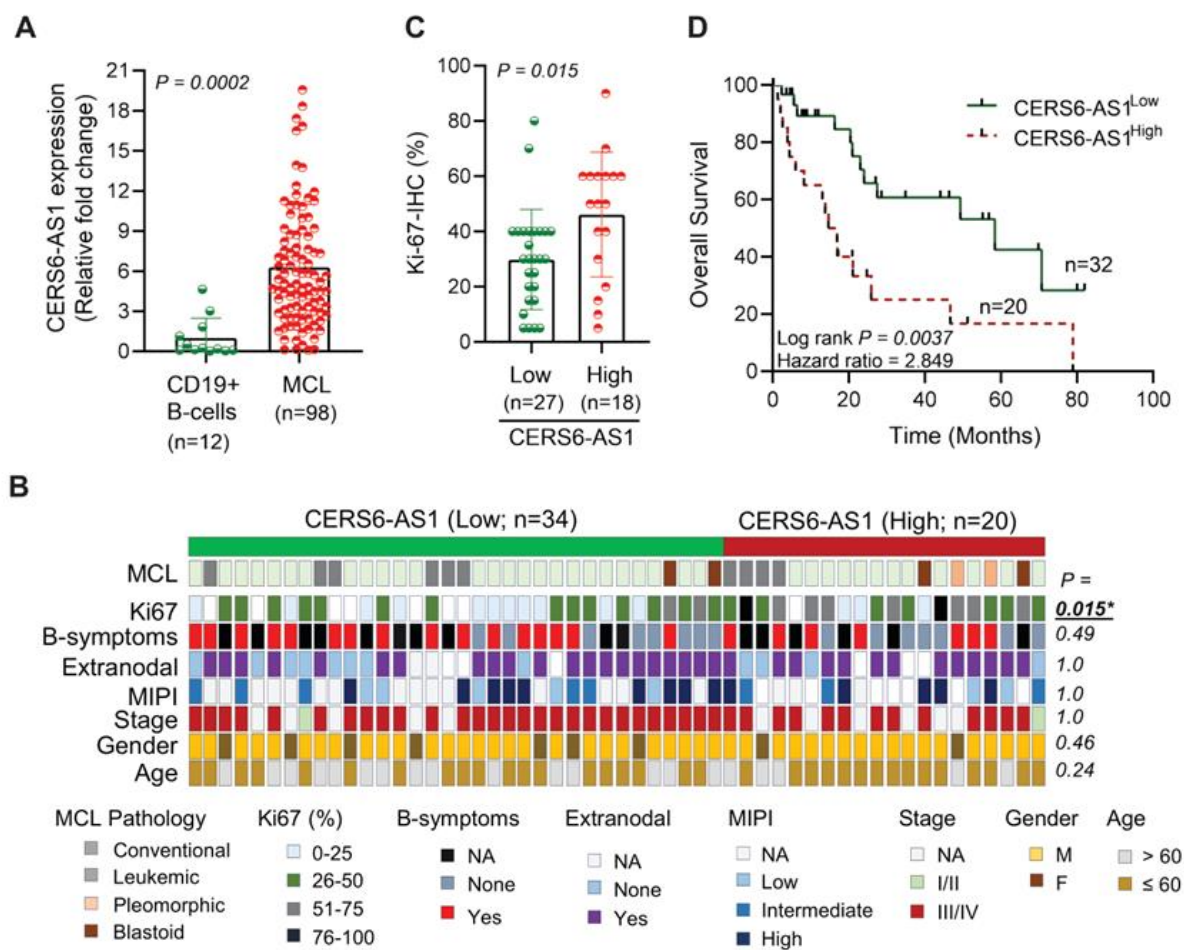 A
CERS6-AS1 expression
(Relative fold change)
21
18
15
12
9
6
3
0
P = 0.0002
CD19+
B-cells
(n=12)
MCL
(n=98)
C
Ki-67-IHC (%)
100
80
60
40
20
0
P = 0.015
Low
(n=27)
High
(n=18)
CERS6-AS1
D
Overall Survival
100
80
60
40
20
0
CERS6-AS1Low
CERS6-AS1High
n=32
n=20
Log rank P = 0.0037
Hazard ratio = 2.849
0 20 40 60 80 100
Time (Months)
B
CERS6-AS1 (Low; n=34)
CERS6-AS1 (High; n=20)
MCL
P =
Ki67
0.015*
B-symptoms
0.49
Extranodal
1.0
MIPI
1.0
Stage
1.0
Gender
0.46
Age
0.24
MCL Pathology
Conventional
Leukemic
Pleomorphic
Blastoid
Ki67 (%)
0-25
26-50
51-75
76-100
B-symptoms
NA
None
Yes
Extranodal
NA
None
Yes
MIPI
NA
Low
Intermediate
High
Stage
NA
I/II
III/IV
Gender
M
F
Age
> 60
≤ 60